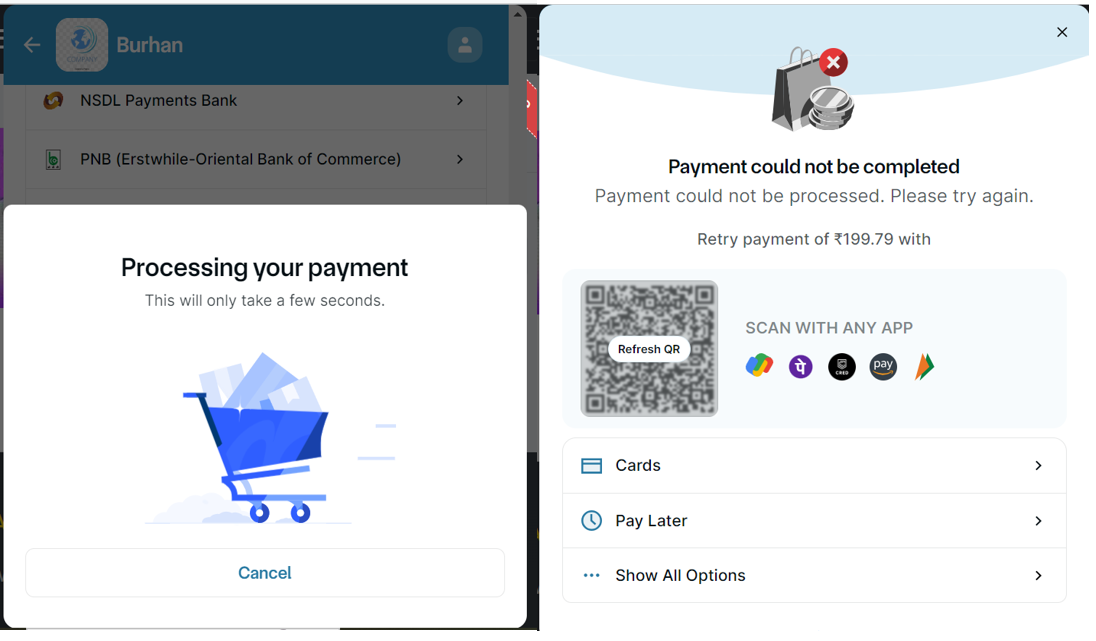 Burhan
NSDL Payments Bank
PNB (Erstwhile-Oriental Bank of Commerce)
Processing your payment
This will only take a few seconds.
Cancel
Payment could not be completed
Payment could not be processed. Please try again.
Retry payment of ₹199.79 with
Refresh QR
SCAN WITH ANY APP
पे
CRED
pay
Cards
Pay Later
Show All Options